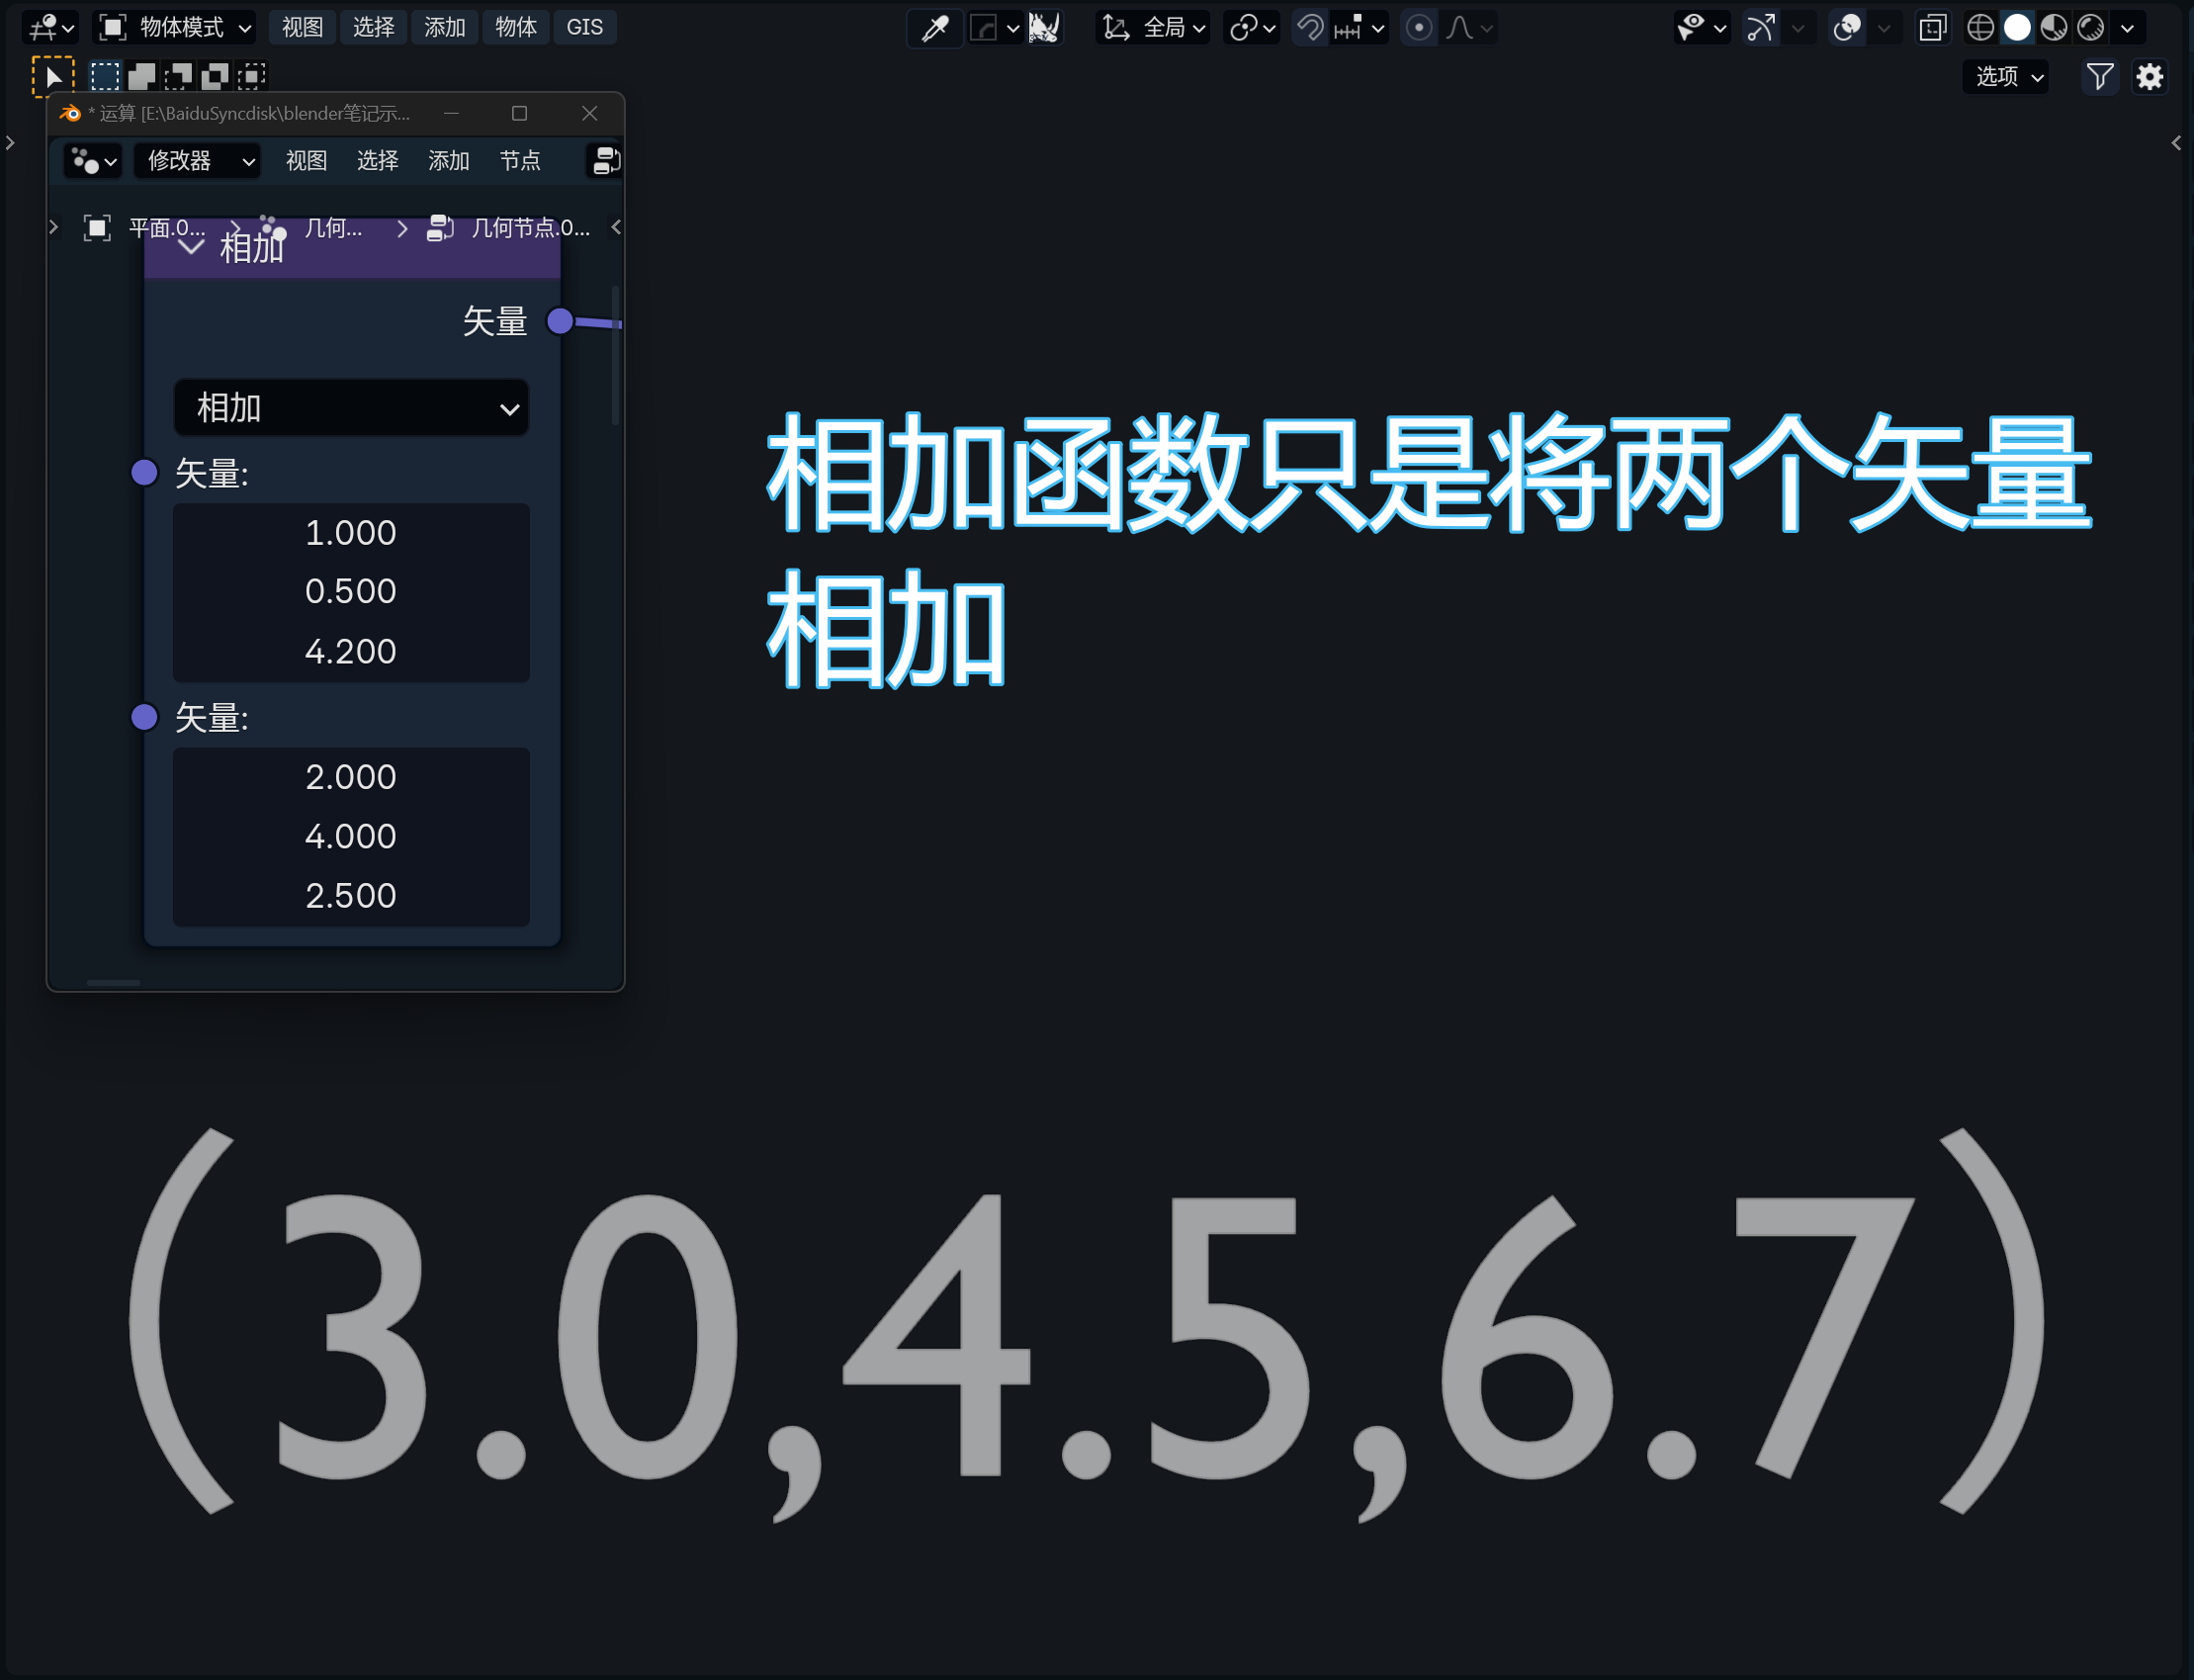 物体模式 视图 选择 添加 物体 GIS 全局
选项
* 运算 [E:\BaiduSyncdisk\blender笔记示...
修改器 视图 选择 添加 节点
平面.0... 几何... 几何节点.0...
相加
矢量
相加
矢量:
1.000
0.500
4.200
矢量:
2.000
4.000
2.500
相加函数只是将两个矢量
相加
(3.0,4.5,6.7)